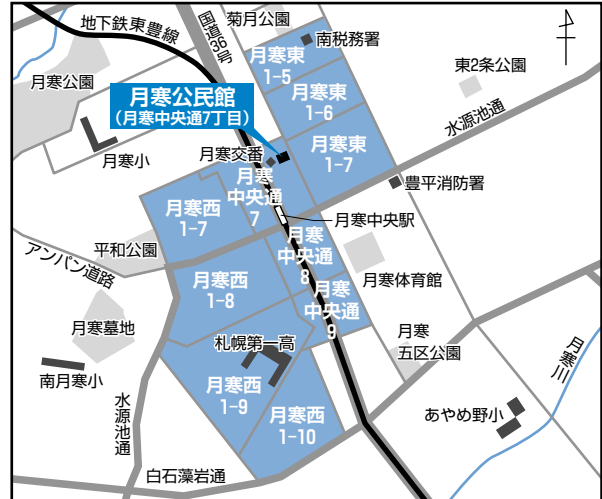 地下鉄東豊線
国道36号
菊月公園
南税務署
月寒東
1-5
東2条公園
月寒公園
月寒公民館
(月寒中央通7丁目)
月寒東
1-6
水源池通
月寒小
月寒交番
月寒東
1-7
豊平消防署
月寒
中央通
7
月寒西
1-7
月寒中央駅
平和公園
アンパン道路
月寒
中央通
8
月寒体育館
月寒西
1-8
月寒
中央通
9
月寒墓地
札幌第一高
月寒
五区公園
月寒川
南月寒小
月寒西
1-9
水源池通
月寒西
1-10
あやめ野小
白石藻岩通